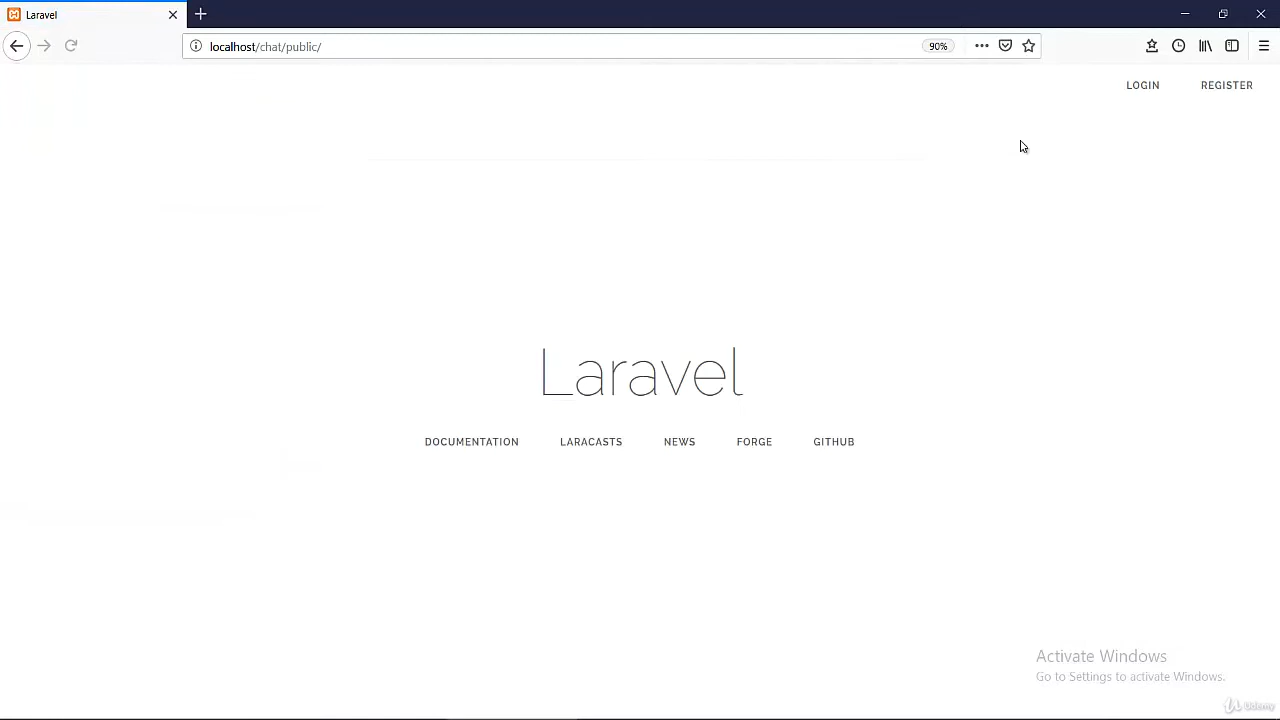 Laravel
localhost/chat/public/
90%
LOGIN
REGISTER
Laravel
DOCUMENTATION
LARACASTS
NEWS
FORGE
GITHUB
Activate Windows
Go to Settings to activate Windows.
Udemy